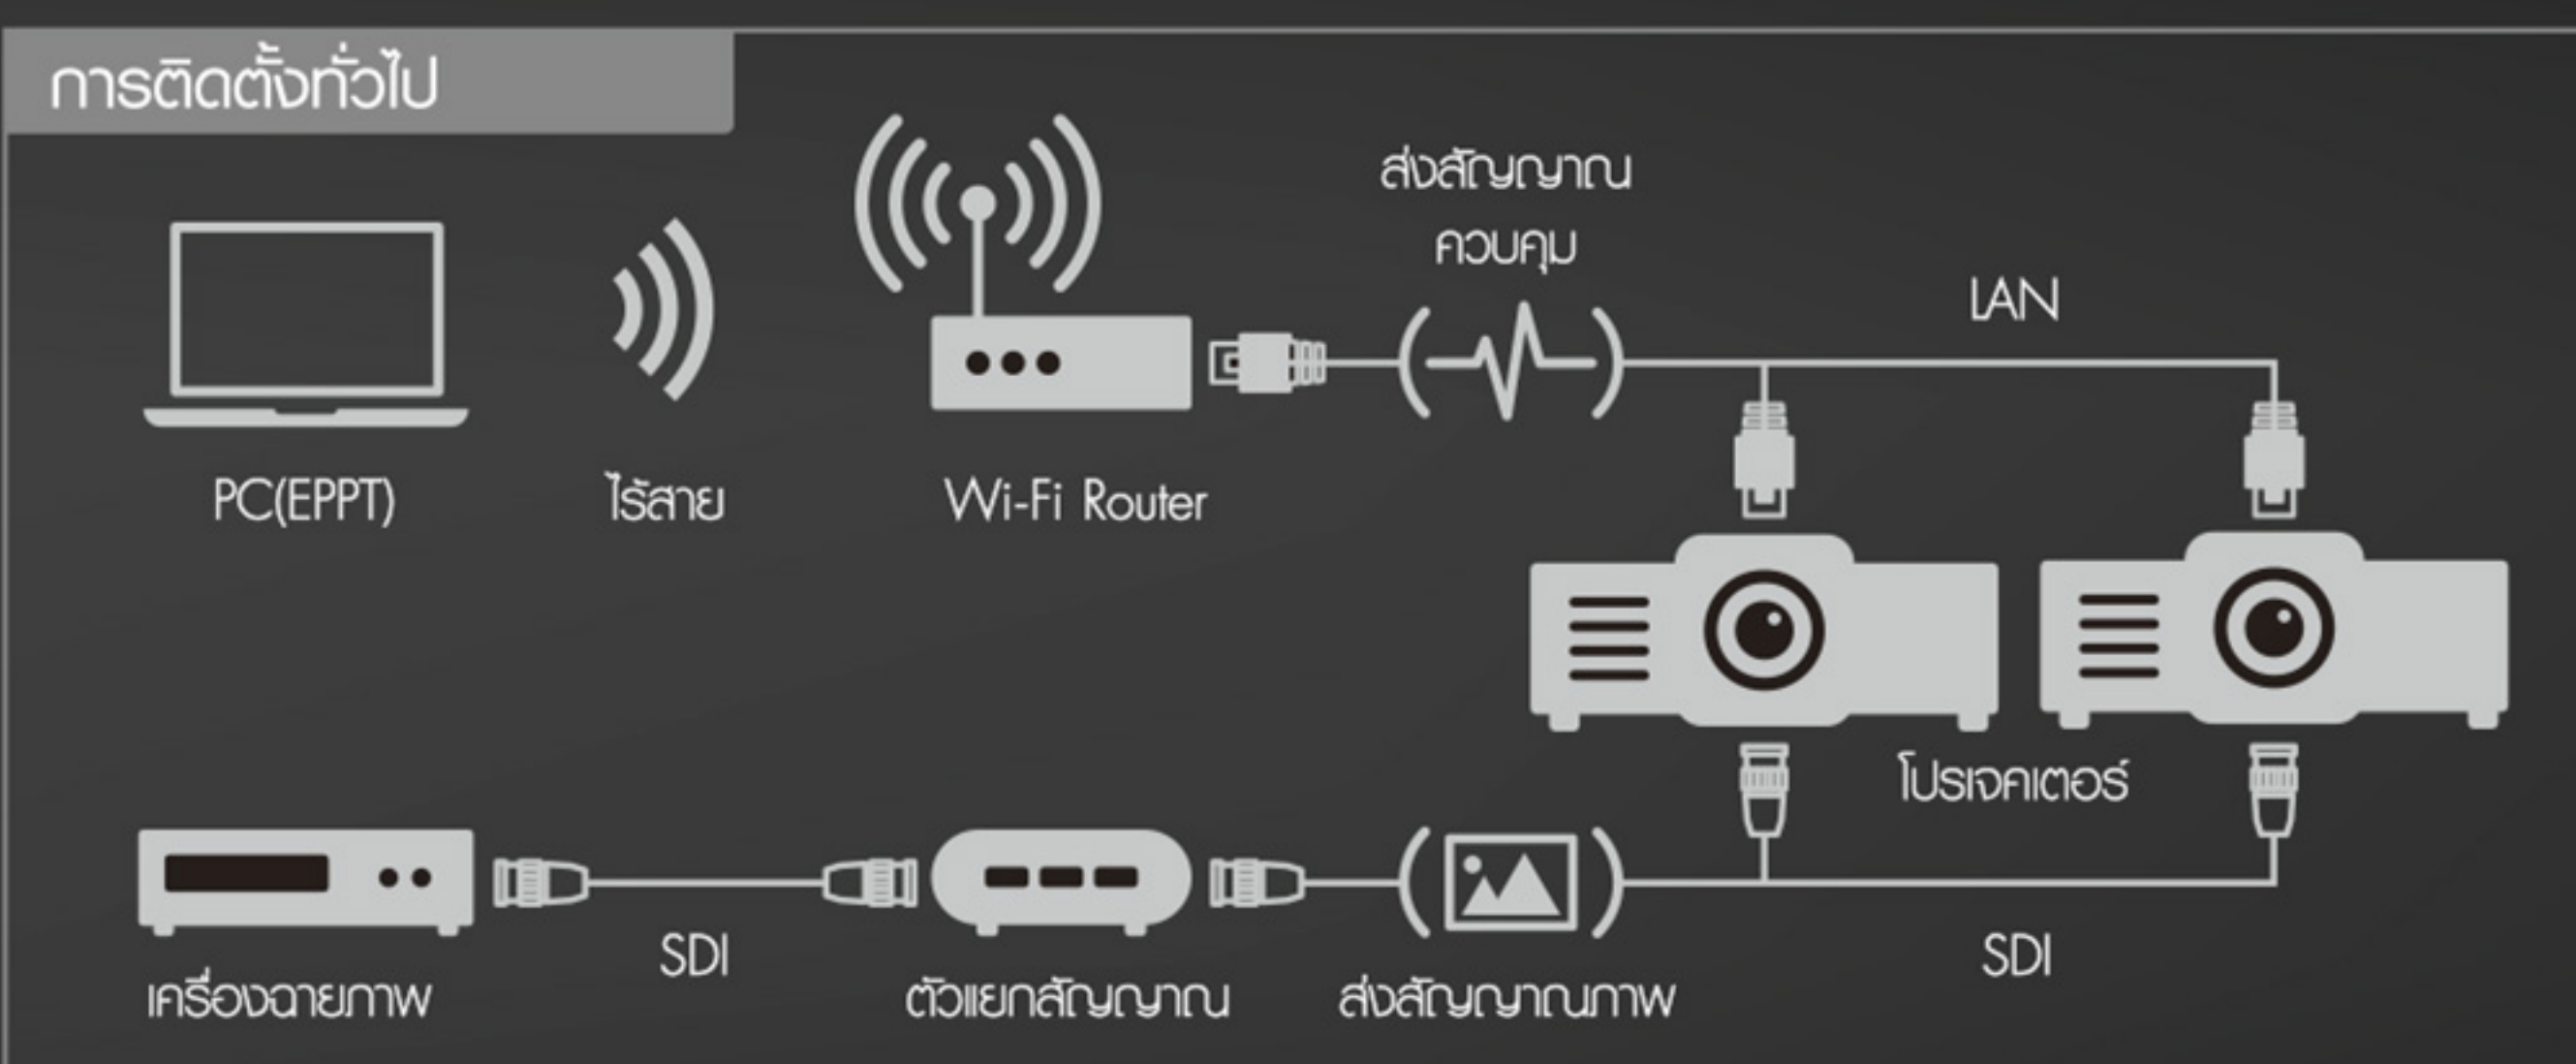 การติดตั้งทั่วไป
ส่งสัญญาณ
ควบคุม
LAN
PC(EPPT)
ไร้สาย
Wi-Fi Router
โปรเจคเตอร์
SDI
SDI
เครื่องฉายภาพ
ตัวแยกสัญญาณ
ส่งสัญญาณภาพ